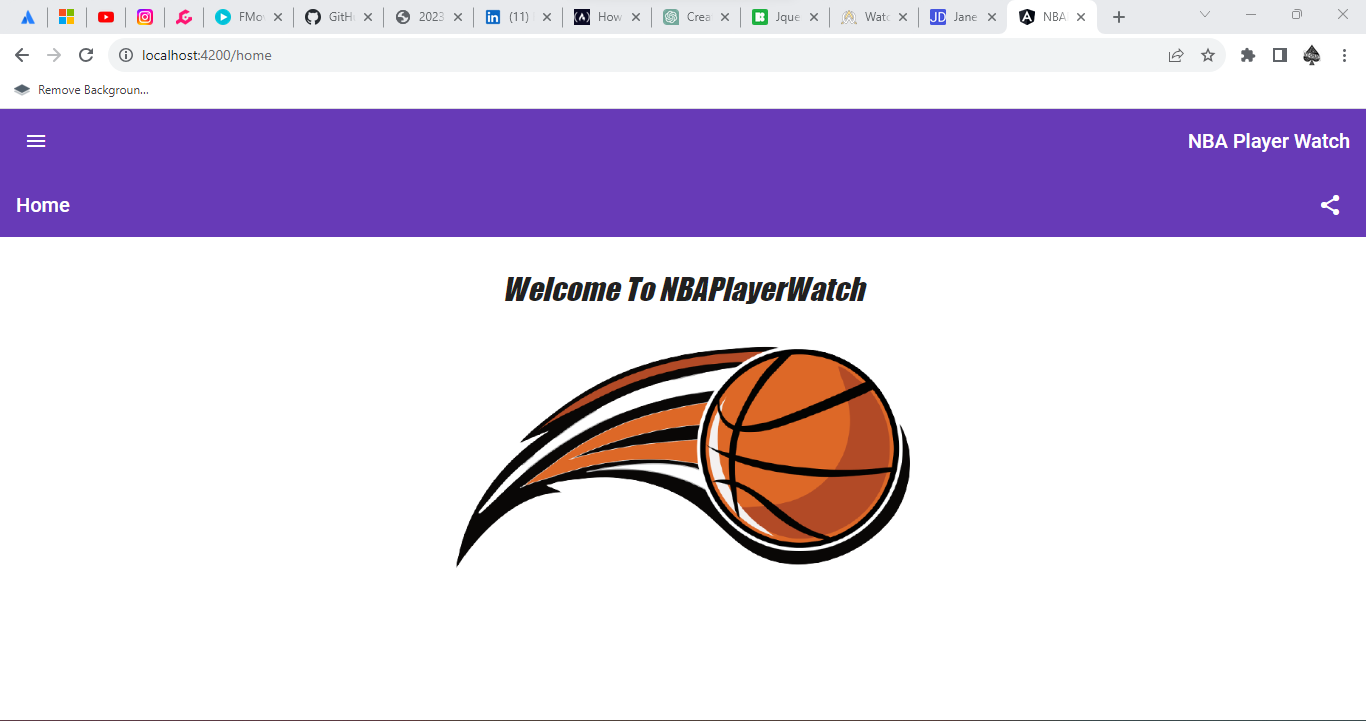 FMo
GitH
2023
(11)
How
Crea
Jque
Watc
JD Jane
NBA
localhost:4200/home
Remove Backgroun...
NBA Player Watch
Home
Welcome To NBAPlayerWatch